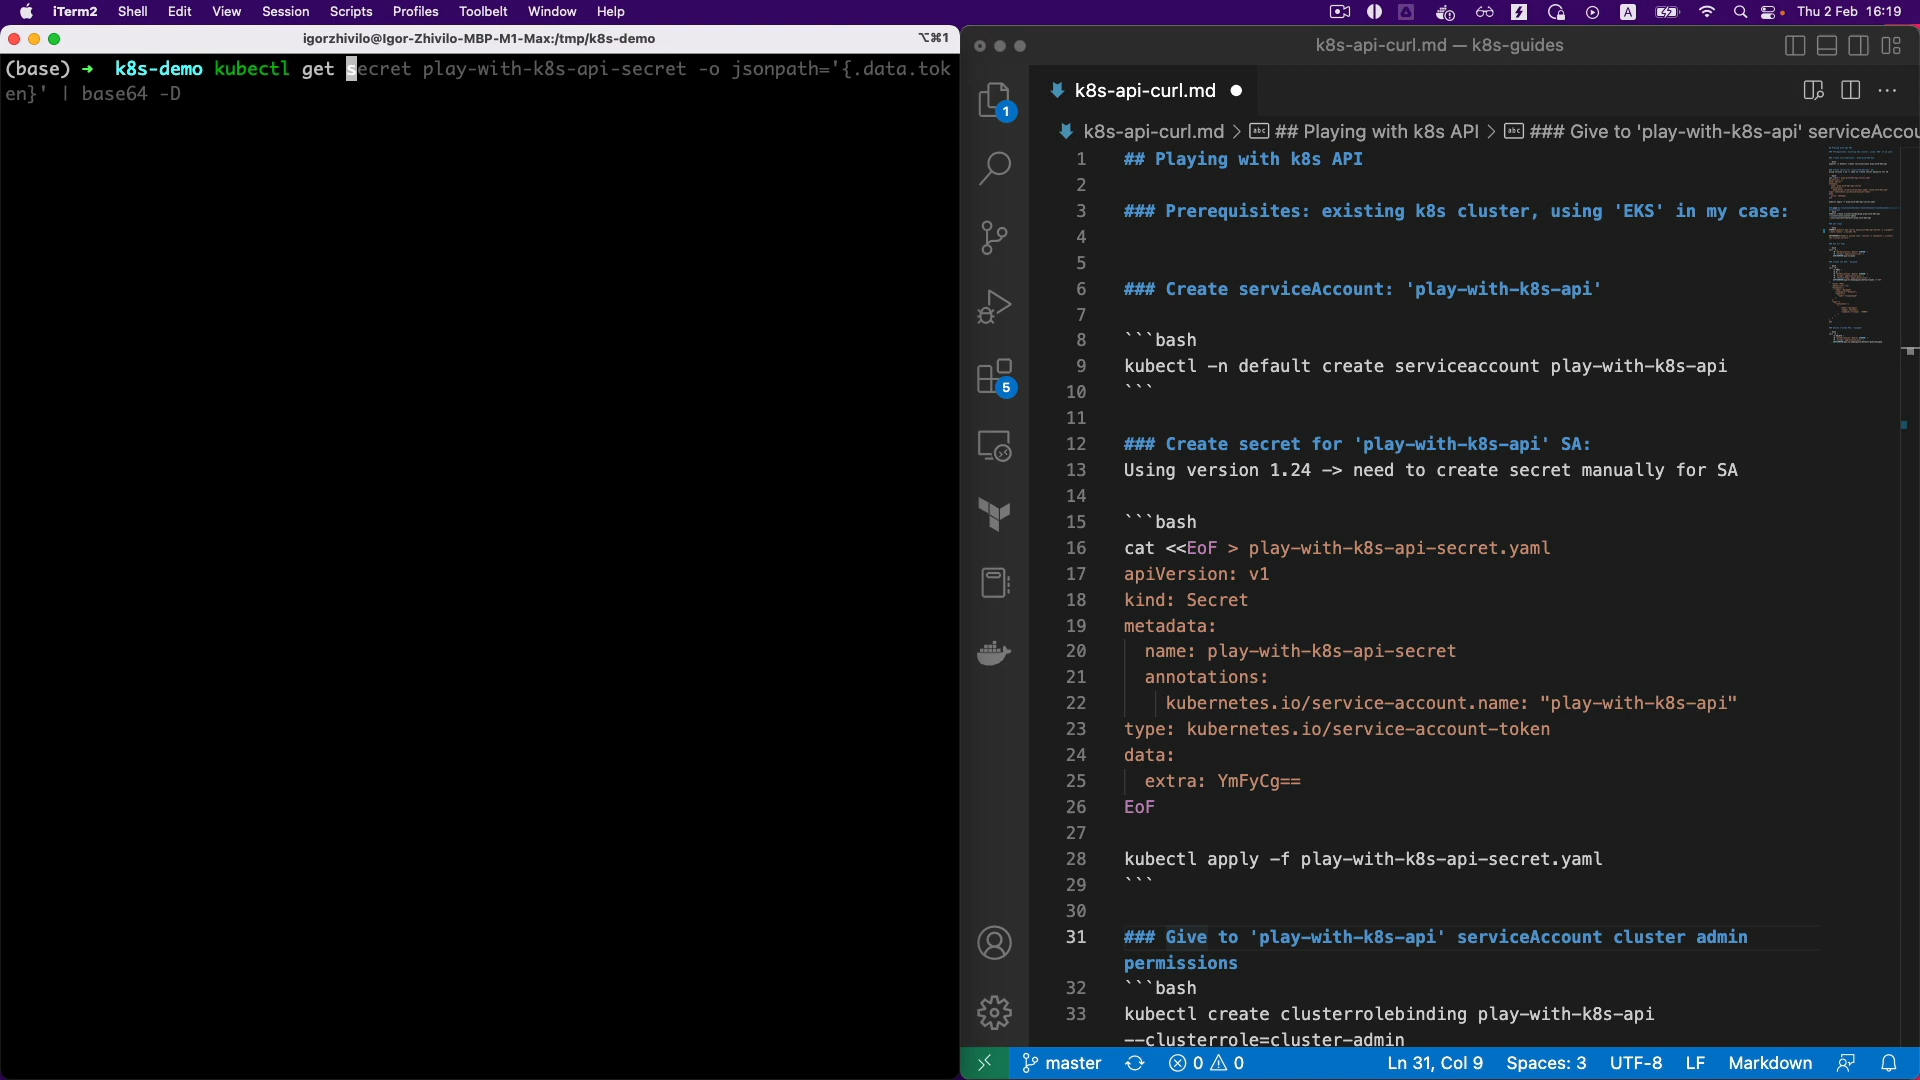 iTerm2 Shell Edit View Session Scripts Profiles Toolbelt Window Help A Thu 2 Feb 16:19
igorzhivilo@Igor-Zhivilo-MBP-M1-Max:/tmp/k8s-demo ⌥⌘1
(base) → k8s-demo kubectl get secret play-with-k8s-api-secret -o jsonpath='{.data.tok
en}' | base64 -D
k8s-api-curl.md — k8s-guides
k8s-api-curl.md
k8s-api-curl.md > abc ## Playing with k8s API > abc ### Give to 'play-with-k8s-api' serviceAccou
1
5
1 ## Playing with k8s API
2
3 ### Prerequisites: existing k8s cluster, using 'EKS' in my case:
4
5
6 ### Create serviceAccount: 'play-with-k8s-api'
7
8 ```bash
9 kubectl -n default create serviceaccount play-with-k8s-api
10 ```
11
12 ### Create secret for 'play-with-k8s-api' SA:
13 Using version 1.24 -> need to create secret manually for SA
14
15 ```bash
16 cat <<EoF > play-with-k8s-api-secret.yaml
17 apiVersion: v1
18 kind: Secret
19 metadata:
20 name: play-with-k8s-api-secret
21 annotations:
22 kubernetes.io/service-account.name: "play-with-k8s-api"
23 type: kubernetes.io/service-account-token
24 data:
25 extra: YmFyCg==
26 EoF
27
28 kubectl apply -f play-with-k8s-api-secret.yaml
29 ```
30
31 ### Give to 'play-with-k8s-api' serviceAccount cluster admin
permissions
32 ```bash
33 kubectl create clusterrolebinding play-with-k8s-api
--clusterrole=cluster-admin
master 0 0 Ln 31, Col 9 Spaces: 3 UTF-8 LF Markdown